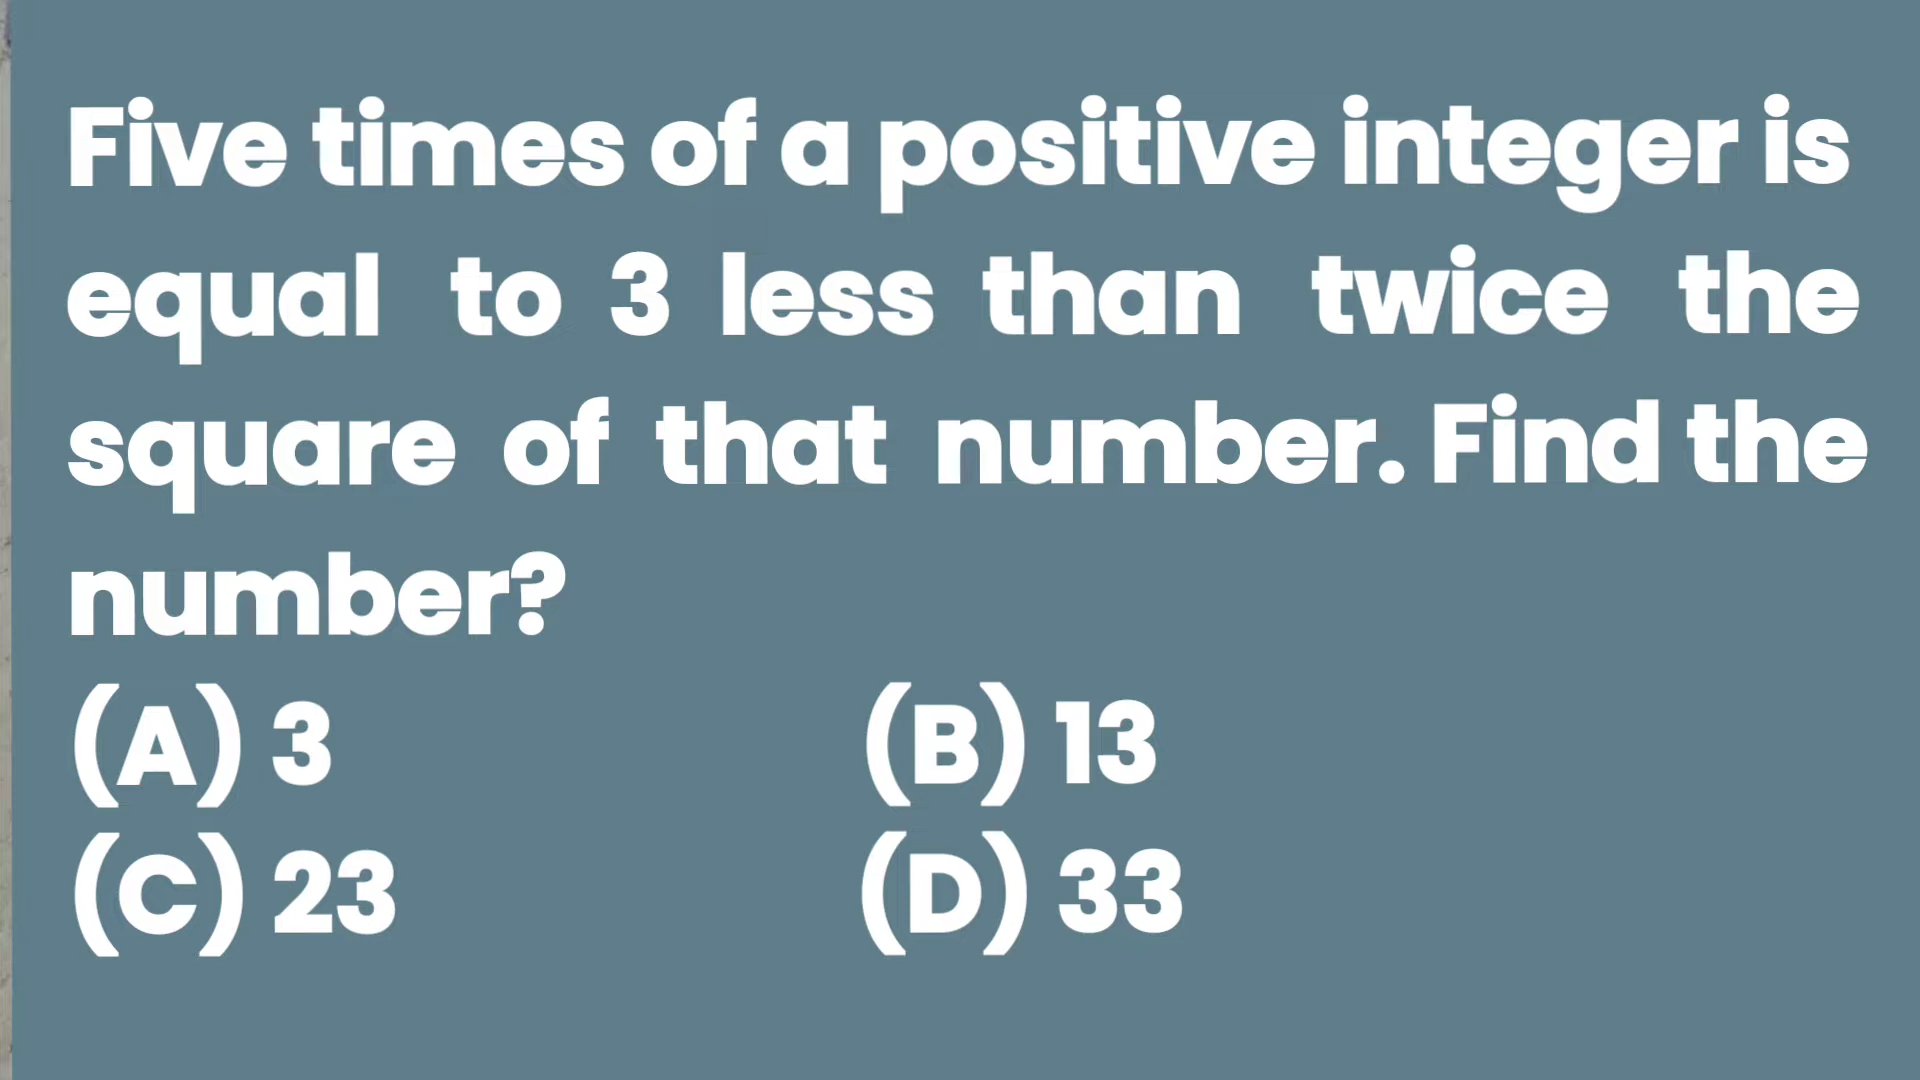 Five times of a positive integer is
equal to 3 less than twice the
square of that number. Find the
number?
(A) 3 (B) 13
(C) 23 (D) 33